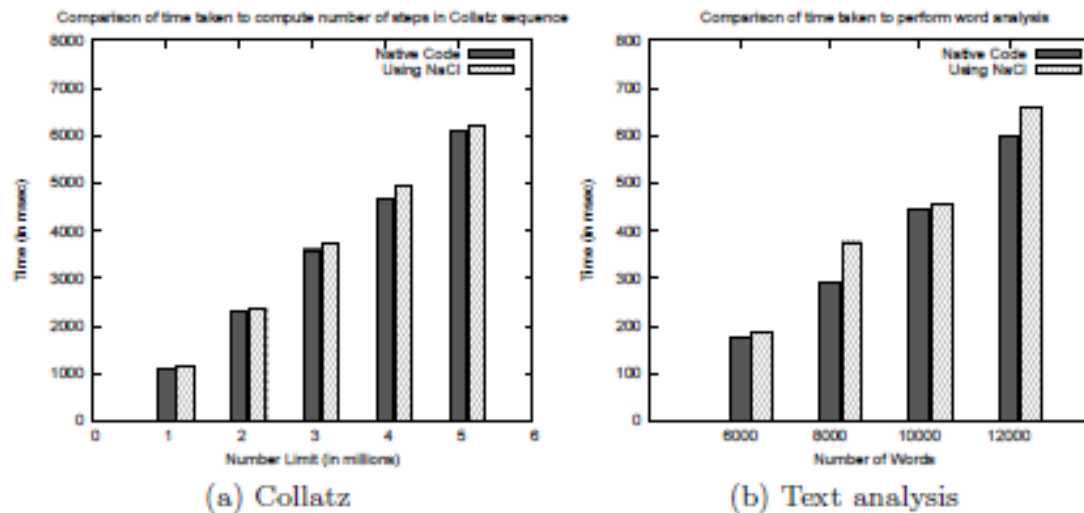 Comparison of time taken to compute number of steps in Collatz sequence
8000
7000
6000
5000
4000
3000
2000
1000
0
Time (in msec)
Native Code
Using NaCl
0 1 2 3 4 5 6
Number Limit (in millions)
(a) Collatz
Comparison of time taken to perform word analysis
800
700
600
500
400
300
200
100
0
Time (in msec)
Native Code
Using NaCl
6000 8000 10000 12000
Number of Words
(b) Text analysis